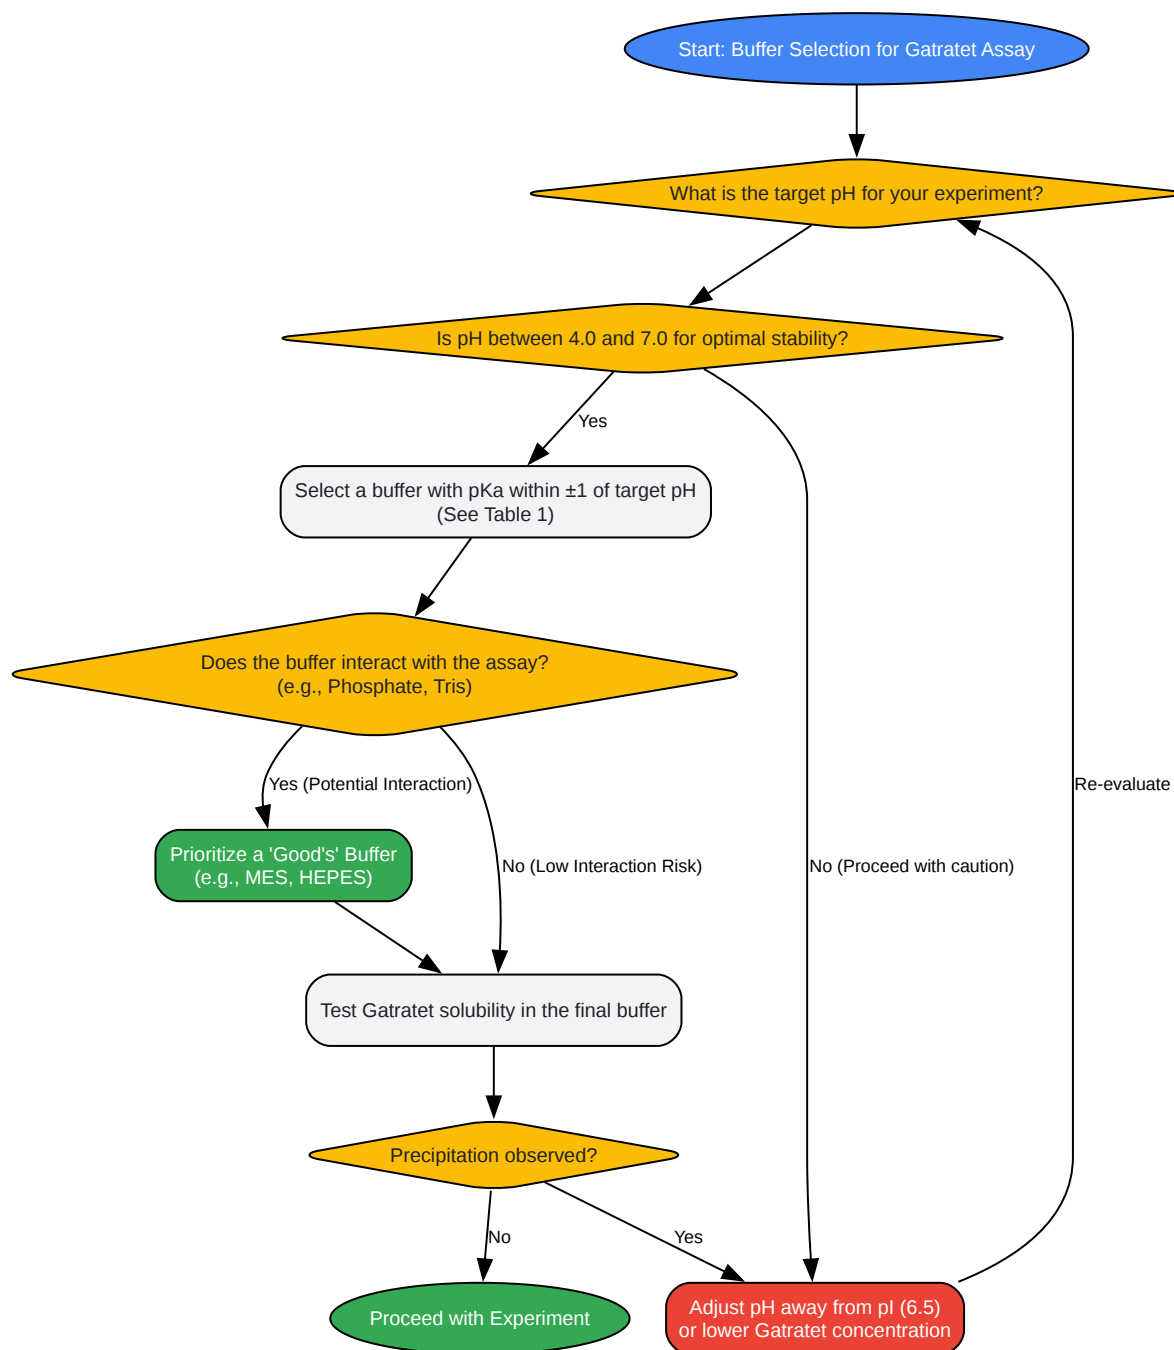 Start: Buffer Selection for Gatratet Assay
What is the target pH for your experiment?
Is pH between 4.0 and 7.0 for optimal stability?
Yes
Select a buffer with pKa within ±1 of target pH
(See Table 1)
Does the buffer interact with the assay?
(e.g., Phosphate, Tris)
Yes (Potential Interaction)
Re-evaluate
Prioritize a 'Good's' Buffer
(e.g., MES, HEPES)
No (Low Interaction Risk)
No (Proceed with caution)
Test Gatratet solubility in the final buffer
Precipitation observed?
No
Yes
Proceed with Experiment
Adjust pH away from pI (6.5)
or lower Gatratet concentration